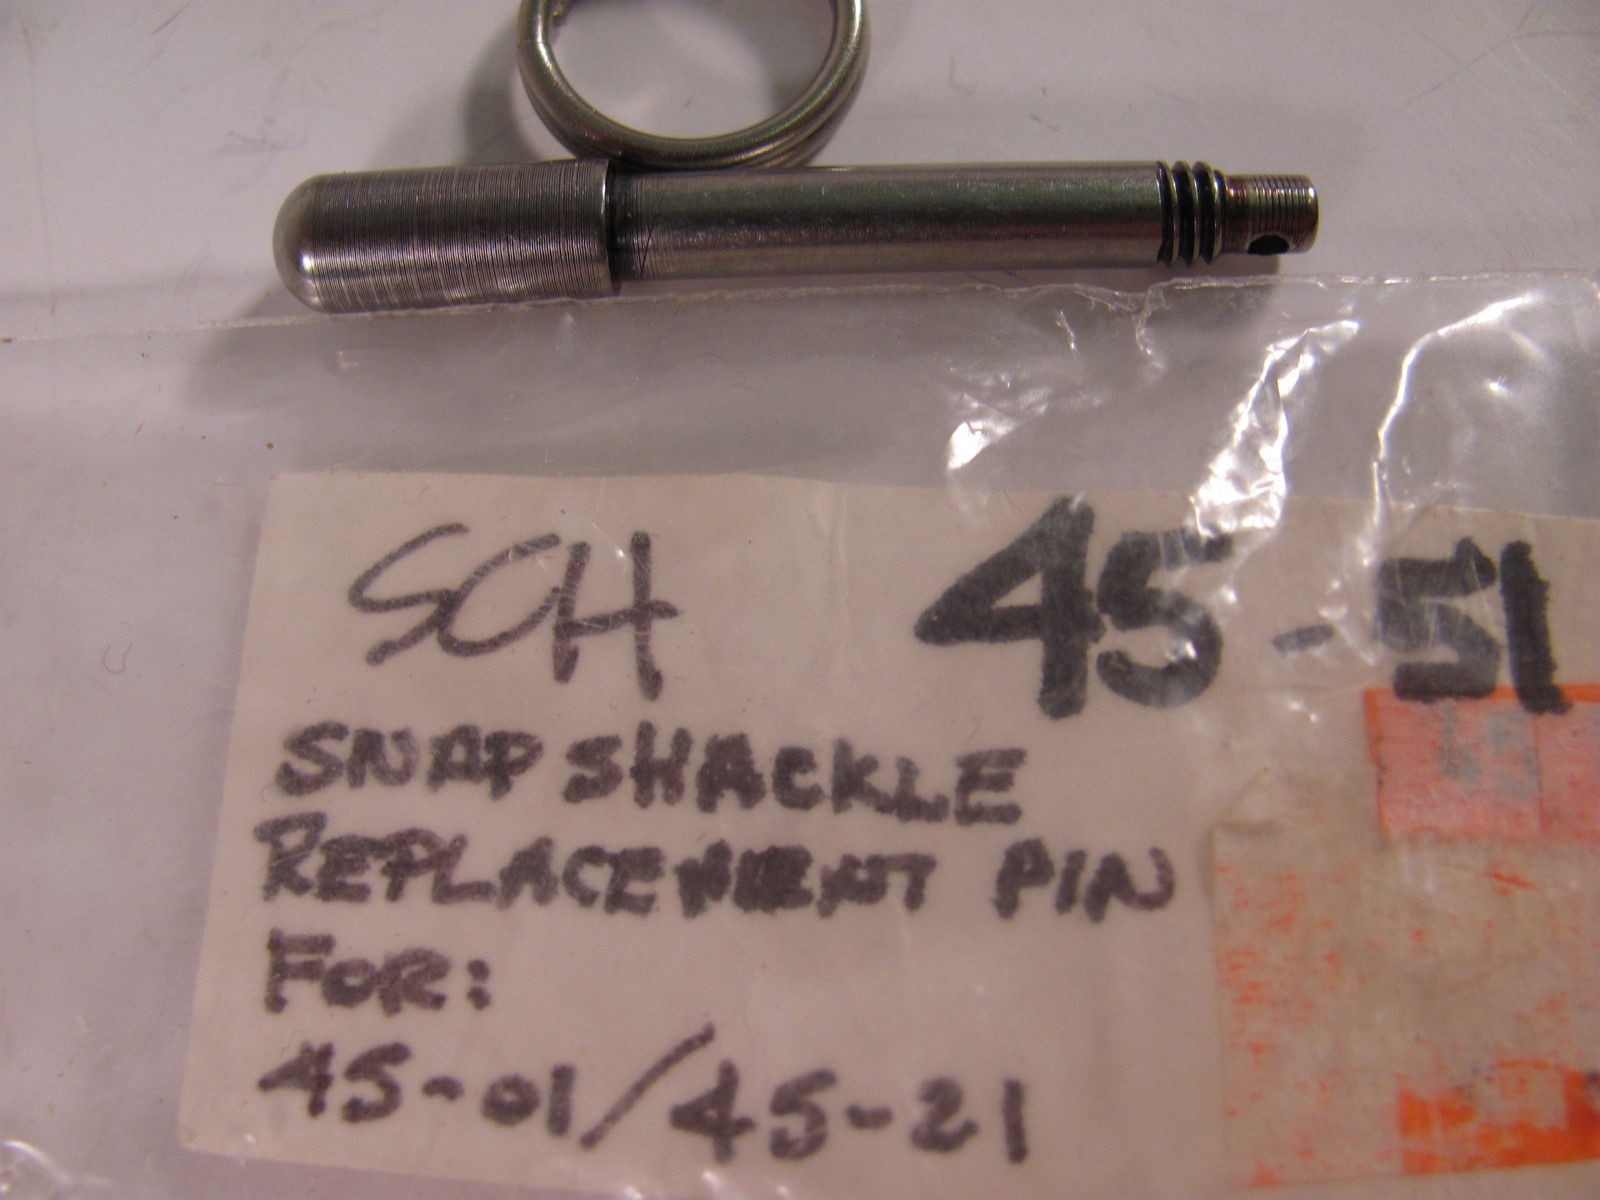 SCH 45-51
SNAP SHACKLE
REPLACEMENT PIN
FOR:
45-01/45-21